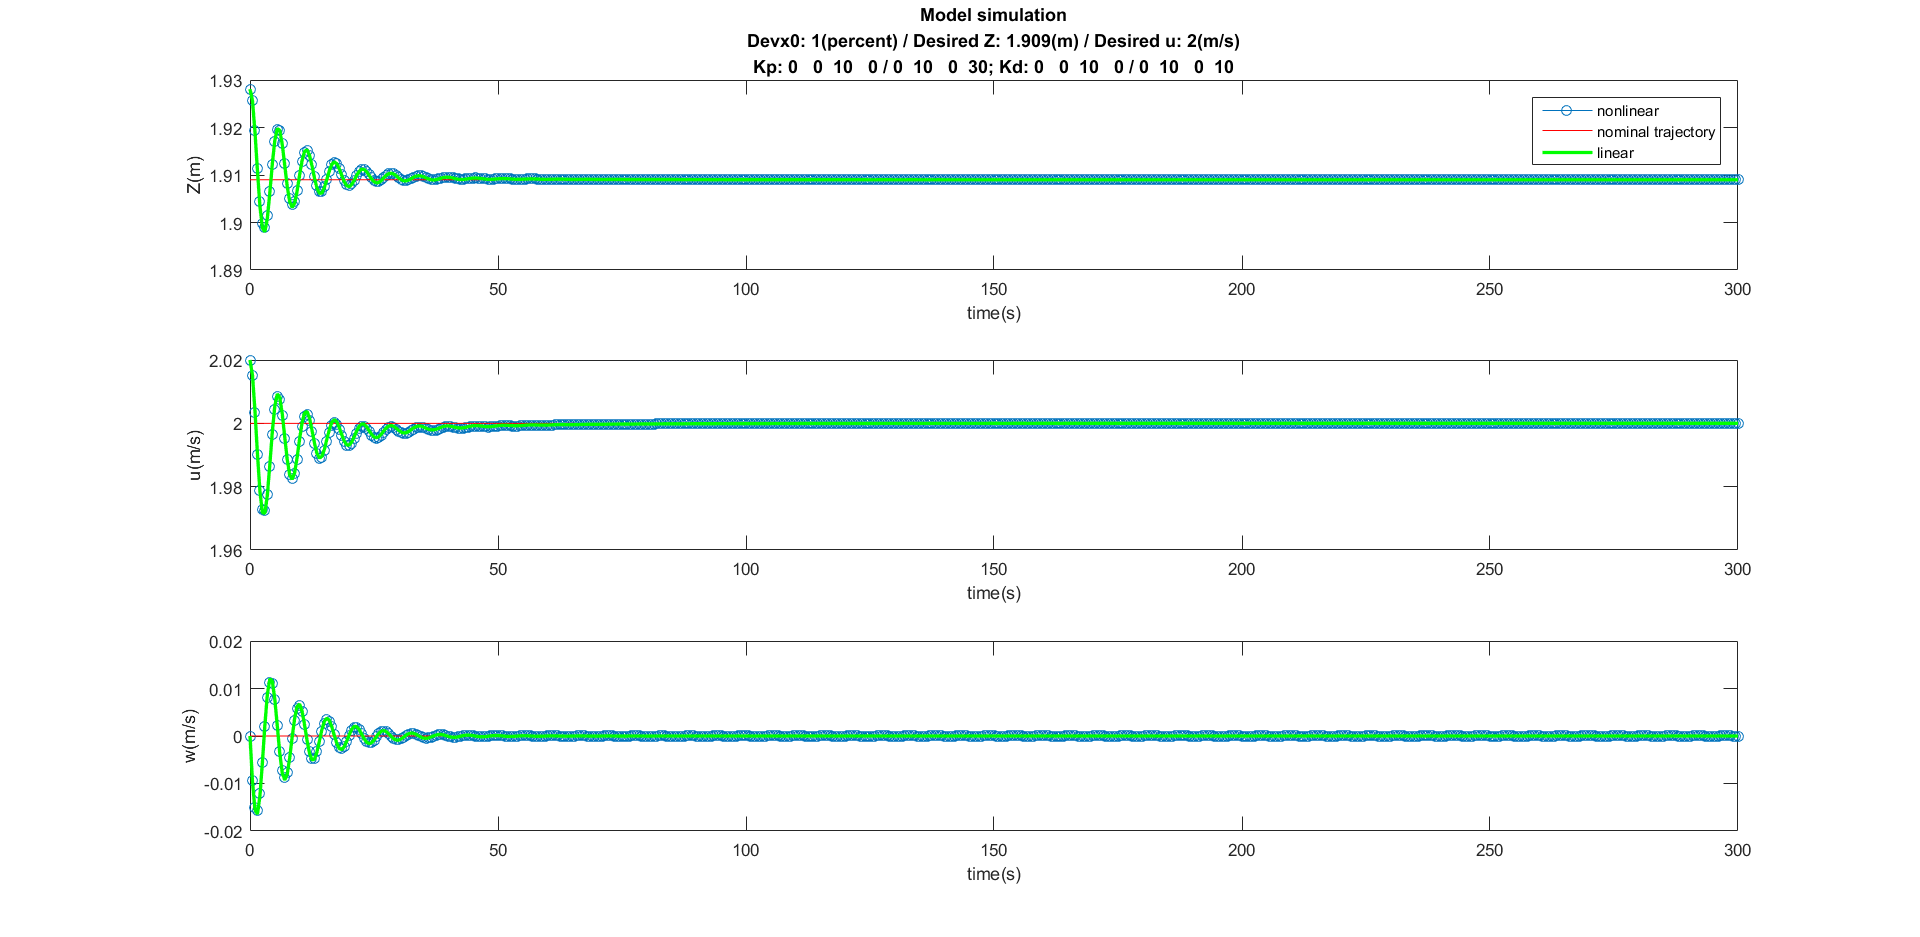 Model simulation
Devx0: 1(percent) / Desired Z: 1.909(m) / Desired u: 2(m/s)
Kp: 0 0 10 0 / 0 10 0 30; Kd: 0 0 10 0 / 0 10 0 10
1.93
1.92
1.91
1.9
1.89
Z(m)
nonlinear
nominal trajectory
linear
0 50 100 150 200 250 300
time(s)
2.02
2
1.98
1.96
u(m/s)
0 50 100 150 200 250 300
time(s)
0.02
0.01
0
-0.01
-0.02
w(m/s)
0 50 100 150 200 250 300
time(s)